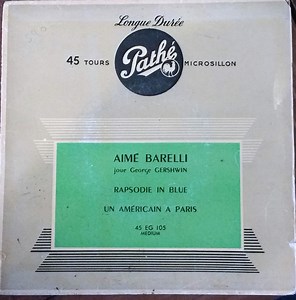 Longue Durée
45 TOURS Pathé MICROSILLON
AIMÉ BARELLI
joue George GERSHWIN
RAPSODIE IN BLUE
UN AMÉRICAIN A PARIS
45 EG 105
MEDIUM